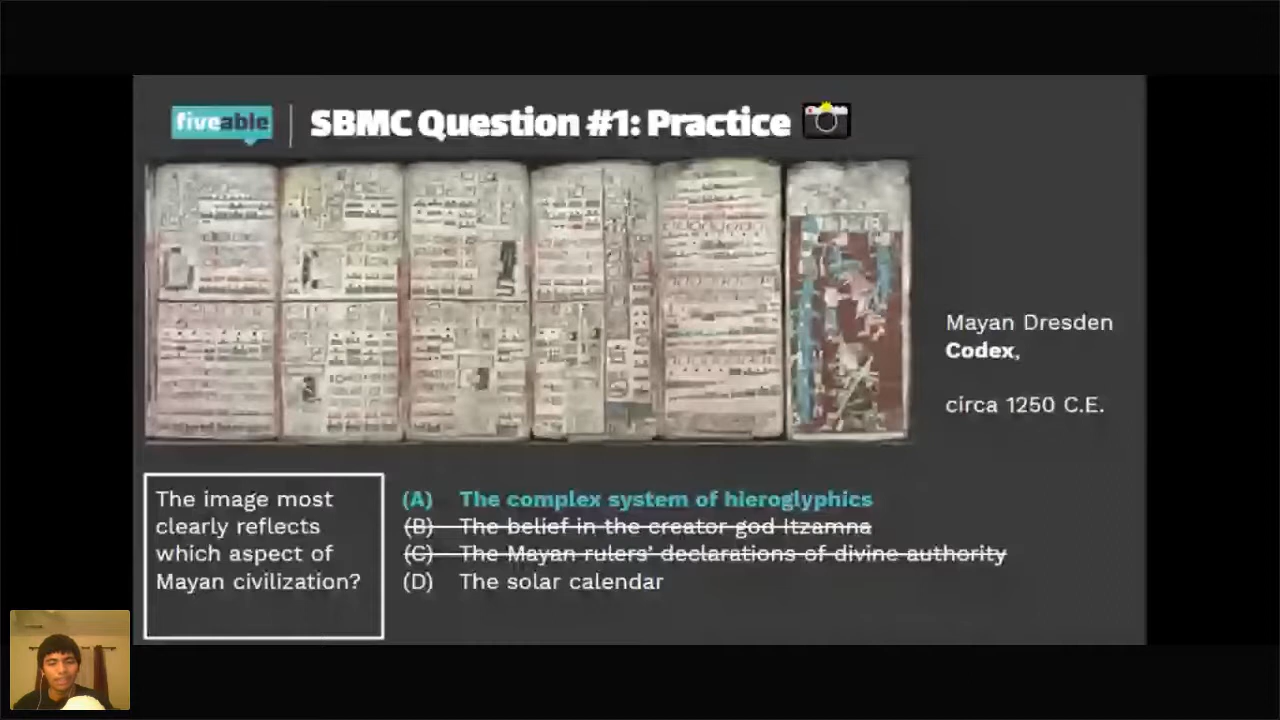 fiveable
SBMC Question #1: Practice
Mayan Dresden
Codex,
circa 1250 C.E.
The image most
clearly reflects
which aspect of
Mayan civilization?
(A) The complex system of hieroglyphics
(B) The belief in the creator god Itzamna
(C) The Mayan rulers' declarations of divine authority
(D) The solar calendar